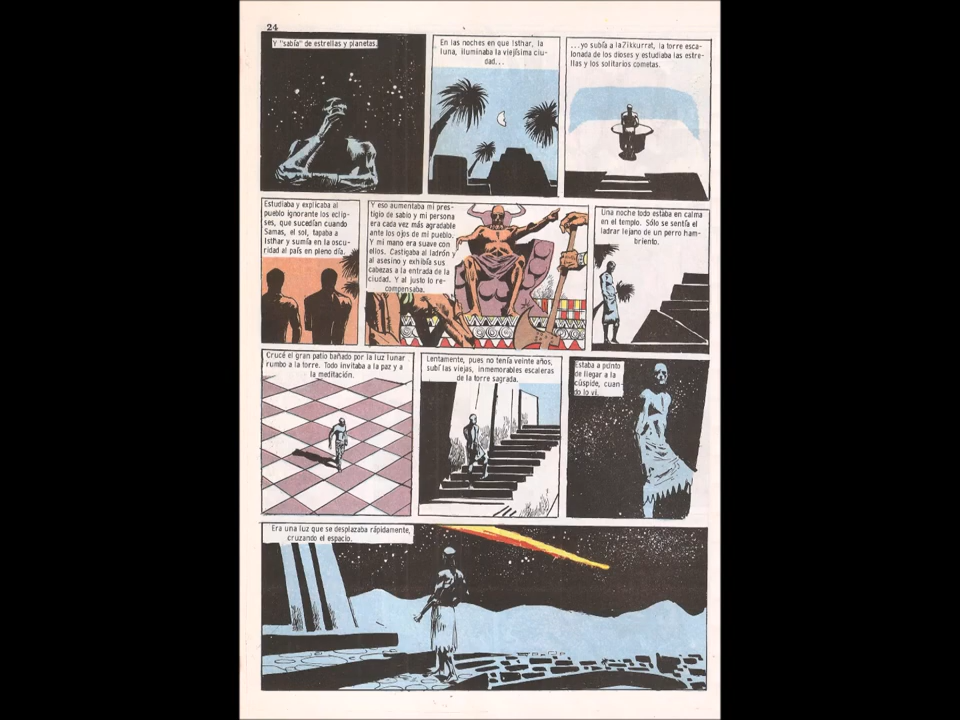 24
Y "sabía" de estrellas y planetas.
En las noches en que Isthar, la
luna, iluminaba la viejísima ciu-
dad...
...yo subía a la Zikkurrat, la torre esca-
lonada de los dioses y estudiaba las estre-
llas y los solitarios cometas.
Estudiaba y explicaba al
pueblo ignorante los eclip-
ses, que sucedían cuando
Samas, el sol, tapaba a
Isthar y sumía en la oscu-
ridad al país en pleno día.
Y eso aumentaba mi pres-
tigio de sabio y mi persona
era cada vez más agradable
ante los ojos de mi pueblo.
Y mi mano era suave con
ellos. Castigaba al ladrón y
al asesino y exhibía sus
cabezas a la entrada de la
ciudad. Y al justo lo re-
compensaba.
Una noche todo estaba en calma
en el templo. Sólo se sentía el
ladrar lejano de un perro ham-
briento.
Crucé el gran patio bañado por la luz lunar
rumbo a la torre. Todo invitaba a la paz y a
la meditación.
Lentamente, pues no tenía veinte años,
subí las viejas, inmemorables escaleras
de la torre sagrada.
Estaba a punto
de llegar a la
cúspide, cuan-
do lo vi.
Era una luz que se desplazaba rápidamente,
cruzando el espacio.